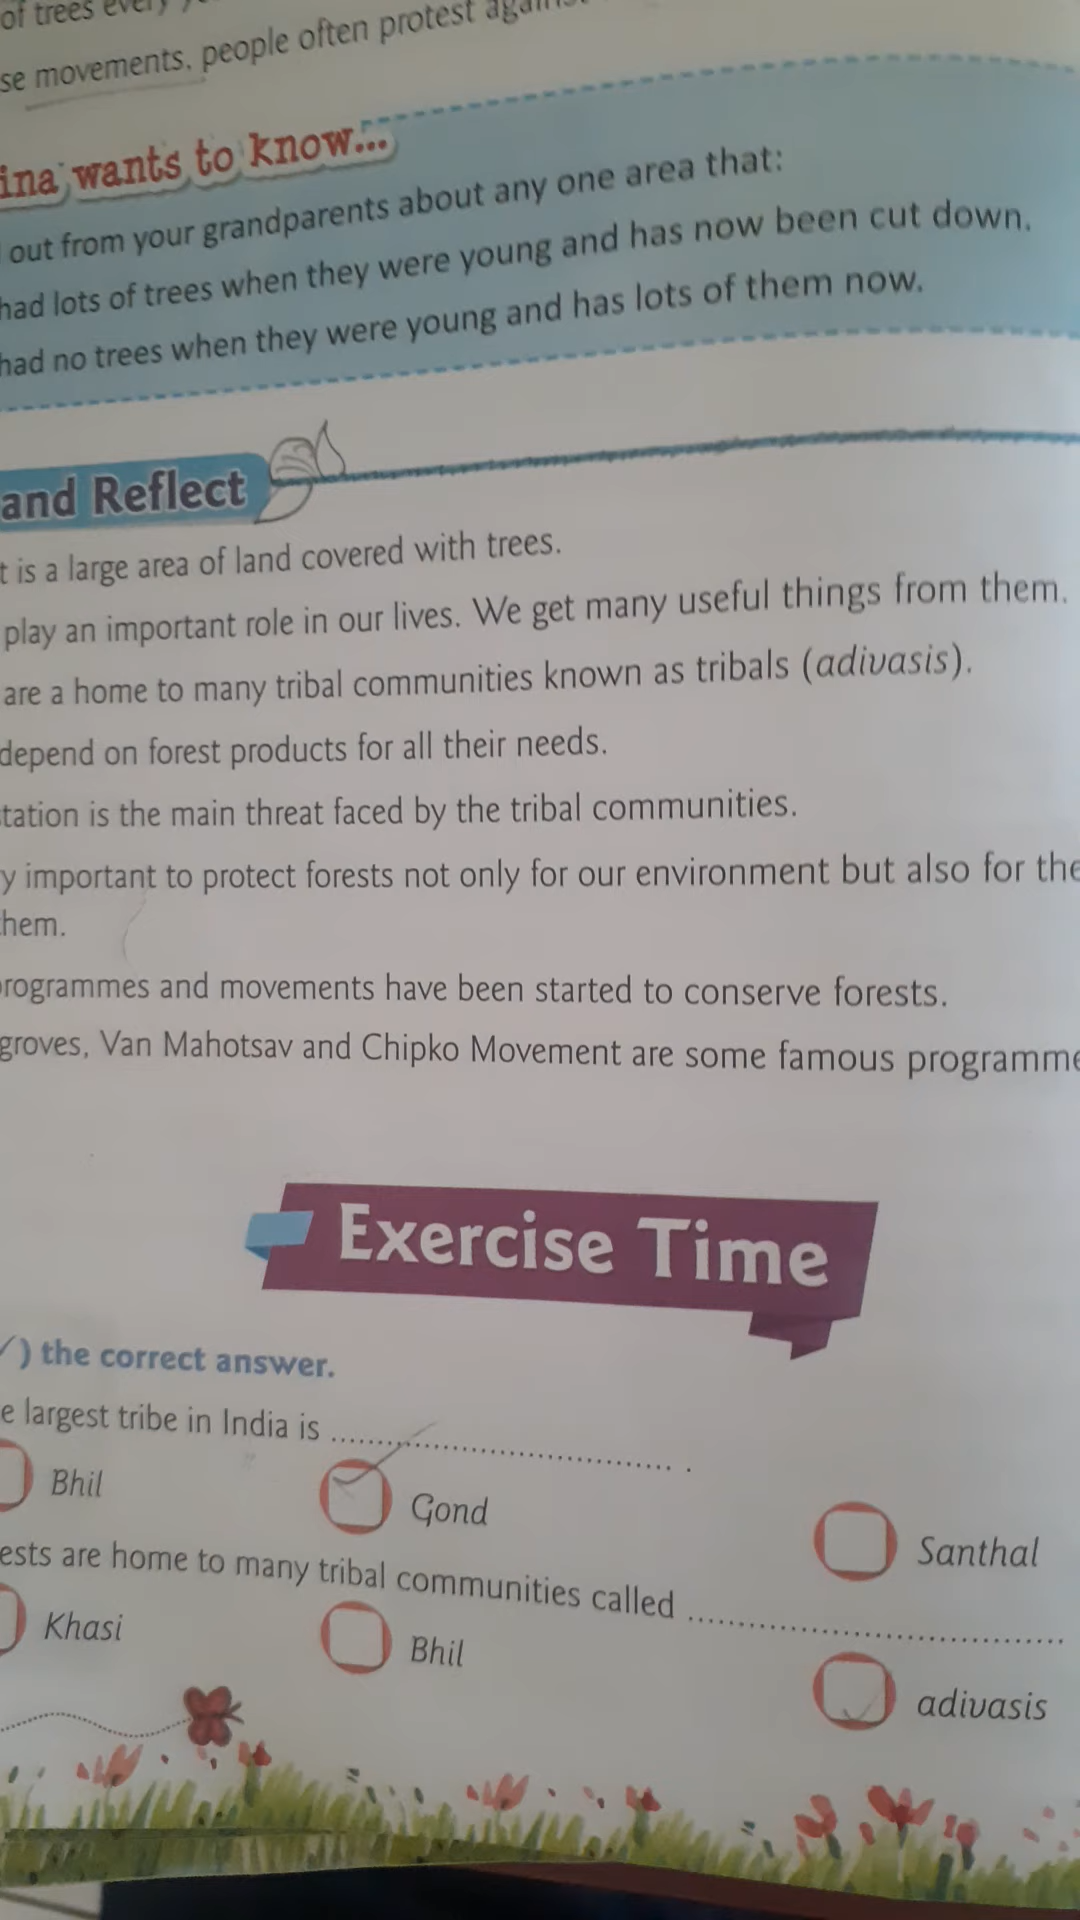 of trees every
se movements, people often protest against
ina wants to know...
out from your grandparents about any one area that:
had lots of trees when they were young and has now been cut down.
had no trees when they were young and has lots of them now.
and Reflect
t is a large area of land covered with trees.
play an important role in our lives. We get many useful things from them.
are a home to many tribal communities known as tribals (adivasis).
depend on forest products for all their needs.
tation is the main threat faced by the tribal communities.
y important to protect forests not only for our environment but also for the
hem.
rogrammes and movements have been started to conserve forests.
groves, Van Mahotsav and Chipko Movement are some famous programme
Exercise Time
) the correct answer.
e largest tribe in India is ..................................................
Bhil Gond Santhal
ests are home to many tribal communities called ..................................................
Khasi Bhil adivasis